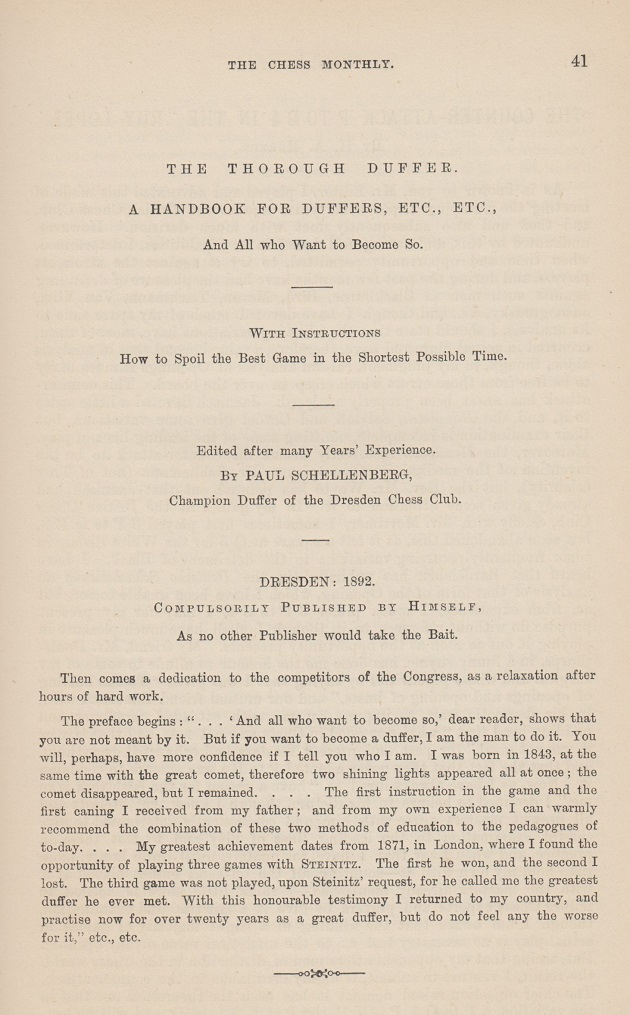 THE CHESS MONTHLY. 41
THE THOROUGH DUFFER.
A HANDBOOK FOR DUFFERS, ETC., ETC.,
And All who Want to Become So.
WITH INSTRUCTIONS
How to Spoil the Best Game in the Shortest Possible Time.
Edited after many Years' Experience.
BY PAUL SCHELLENBERG,
Champion Duffer of the Dresden Chess Club.
DRESDEN: 1892.
COMPULSORILY PUBLISHED BY HIMSELF,
As no other Publisher would take the Bait.
Then comes a dedication to the competitors of the Congress, as a relaxation after
hours of hard work.
The preface begins: “. . . ‘And all who want to become so,’ dear reader, shows that
you are not meant by it. But if you want to become a duffer, I am the man to do it. You
will, perhaps, have more confidence if I tell you who I am. I was born in 1843, at the
same time with the great comet, therefore two shining lights appeared all at once; the
comet disappeared, but I remained. . . . The first instruction in the game and the
first caning I received from my father; and from my own experience I can warmly
recommend the combination of these two methods of education to the pedagogues of
to-day. . . . My greatest achievement dates from 1871, in London, where I found the
opportunity of playing three games with STEINITZ. The first he won, and the second I
lost. The third game was not played, upon Steinitz' request, for he called me the greatest
duffer he ever met. With this honourable testimony I returned to my country, and
practise now for over twenty years as a great duffer, but do not feel any the worse
for it,” etc., etc.